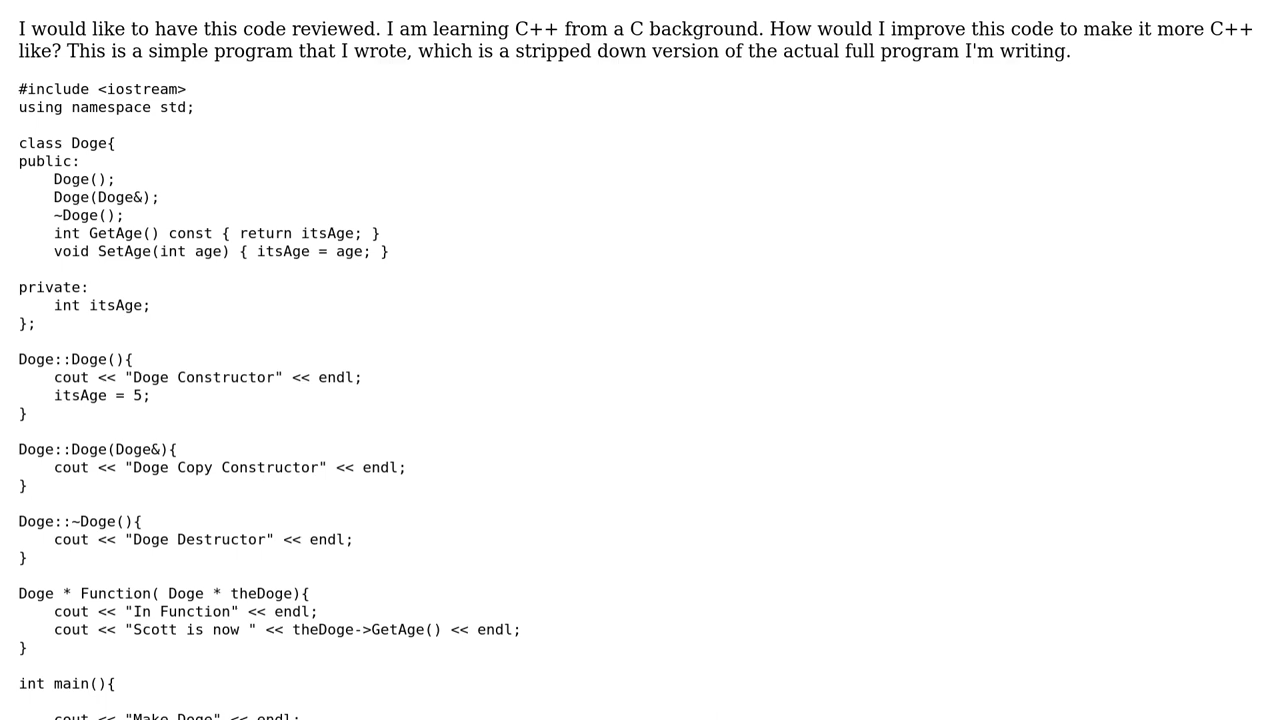 I would like to have this code reviewed. I am learning C++ from a C background. How would I improve this code to make it more C++
like? This is a simple program that I wrote, which is a stripped down version of the actual full program I'm writing.
#include <iostream>
using namespace std;
class Doge{
public:
    Doge();
    Doge(Doge&);
    ~Doge();
    int GetAge() const { return itsAge; }
    void SetAge(int age) { itsAge = age; }
private:
    int itsAge;
};
Doge::Doge(){
    cout << "Doge Constructor" << endl;
    itsAge = 5;
}
Doge::Doge(Doge&){
    cout << "Doge Copy Constructor" << endl;
}
Doge::~Doge(){
    cout << "Doge Destructor" << endl;
}
Doge * Function( Doge * theDoge){
    cout << "In Function" << endl;
    cout << "Scott is now " << theDoge->GetAge() << endl;
}
int main(){
    cout << "Make Doge" << endl;